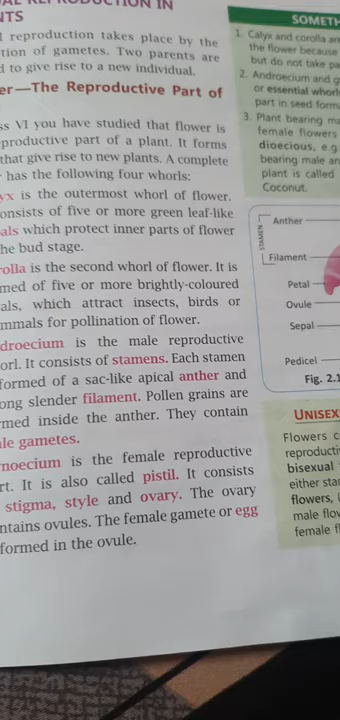 AL REPRODUCTION IN
NTS
l reproduction takes place by the
tion of gametes. Two parents are
d to give rise to a new individual.
er—The Reproductive Part of
ss VI you have studied that flower is
productive part of a plant. It forms
that give rise to new plants. A complete
has the following four whorls:
yx is the outermost whorl of flower.
onsists of five or more green leaf-like
als which protect inner parts of flower
he bud stage.
rolla is the second whorl of flower. It is
med of five or more brightly-coloured
als, which attract insects, birds or
mmals for pollination of flower.
droecium is the male reproductive
orl. It consists of stamens. Each stamen
formed of a sac-like apical anther and
ong slender filament. Pollen grains are
rmed inside the anther. They contain
ale gametes.
noecium is the female reproductive
rt. It is also called pistil. It consists
stigma, style and ovary. The ovary
ntains ovules. The female gamete or egg
formed in the ovule.
SOMETH
1. Calyx and corolla ar
the flower because
but do not take pa
2. Androecium and g
or essential whorl
part in seed form
3. Plant bearing m
female flowers
dioecious, e.g
bearing male an
plant is called
Coconut.
STAMEN
Anther
Filament
Petal
Ovule
Sepal
Pedicel
Fig. 2.1
UNISEX
Flowers c
reproducti
bisexual
either sta
flowers, (
male flow
female fl